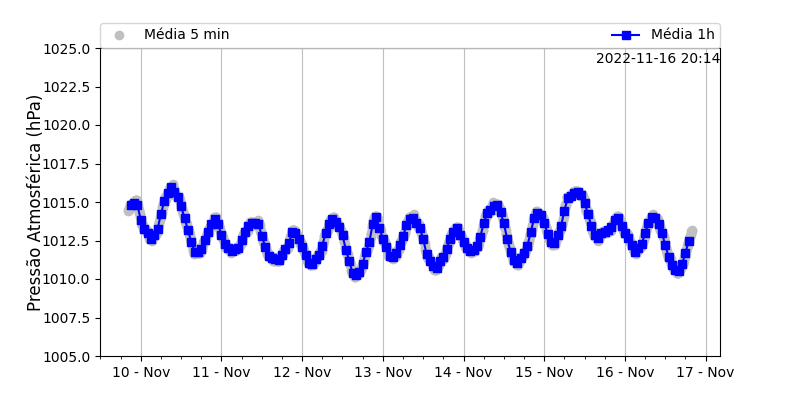 Média 5 min
Média 1h
2022-11-16 20:14
Pressão Atmosférica (hPa)
1025.0
1022.5
1020.0
1017.5
1015.0
1012.5
1010.0
1007.5
1005.0
10 - Nov
11 - Nov
12 - Nov
13 - Nov
14 - Nov
15 - Nov
16 - Nov
17 - Nov